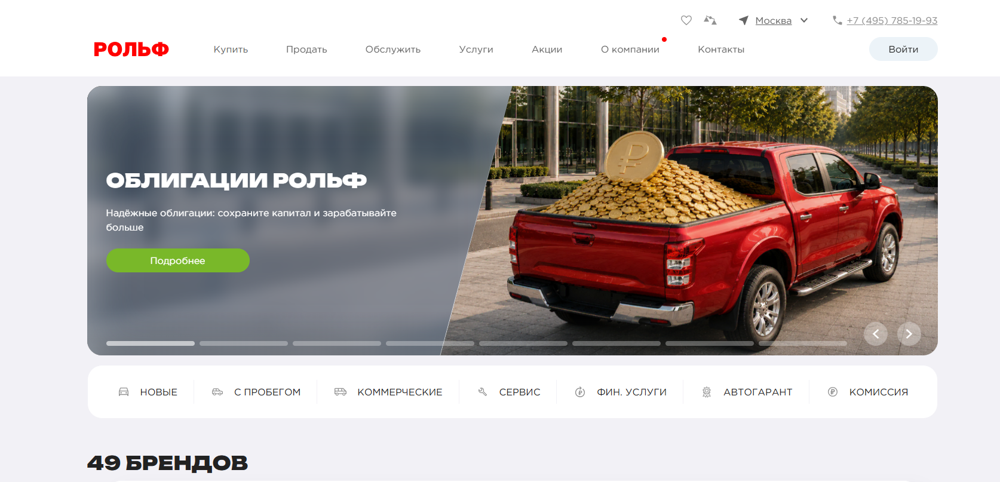 Москва
+7 (495) 785-19-93
РОЛЬФ
Купить
Продать
Обслужить
Услуги
Акции
О компании
Контакты
Войти
ОБЛИГАЦИИ РОЛЬФ
Надёжные облигации: сохраните капитал и зарабатывайте
больше
Подробнее
НОВЫЕ
С ПРОБЕГОМ
КОММЕРЧЕСКИЕ
СЕРВИС
ФИН. УСЛУГИ
АВТОГАРАНТ
КОМИССИЯ
49 БРЕНДОВ